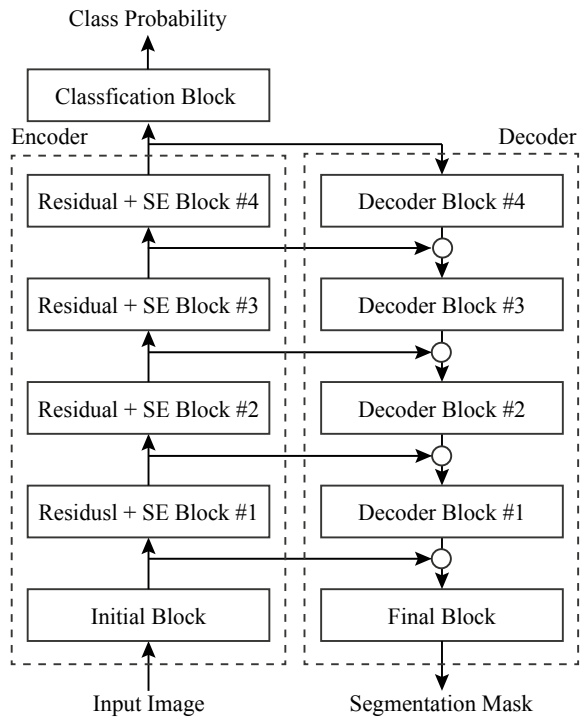 Class Probability
Classfication Block
Encoder
Decoder
Residual + SE Block #4
Decoder Block #4
Residual + SE Block #3
Decoder Block #3
Residual + SE Block #2
Decoder Block #2
Residusl + SE Block #1
Decoder Block #1
Initial Block
Final Block
Input Image
Segmentation Mask